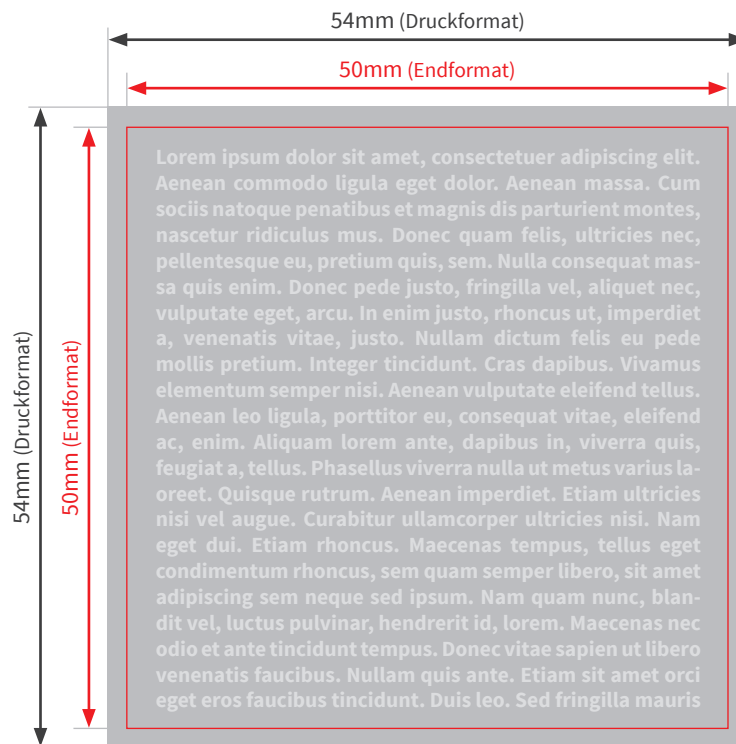 54mm (Druckformat)
50mm (Endformat)
54mm (Druckformat)
50mm (Endformat)
Lorem ipsum dolor sit amet, consectetuer adipiscing elit.
Aenean commodo ligula eget dolor. Aenean massa. Cum
sociis natoque penatibus et magnis dis parturient montes,
nascetur ridiculus mus. Donec quam felis, ultricies nec,
pellentesque eu, pretium quis, sem. Nulla consequat mas-
sa quis enim. Donec pede justo, fringilla vel, aliquet nec,
vulputate eget, arcu. In enim justo, rhoncus ut, imperdiet
a, venenatis vitae, justo. Nullam dictum felis eu pede
mollis pretium. Integer tincidunt. Cras dapibus. Vivamus
elementum semper nisi. Aenean vulputate eleifend tellus.
Aenean leo ligula, porttitor eu, consequat vitae, eleifend
ac, enim. Aliquam lorem ante, dapibus in, viverra quis,
feugiat a, tellus. Phasellus viverra nulla ut metus varius la-
oreet. Quisque rutrum. Aenean imperdiet. Etiam ultricies
nisi vel augue. Curabitur ullamcorper ultricies nisi. Nam
eget dui. Etiam rhoncus. Maecenas tempus, tellus eget
condimentum rhoncus, sem quam semper libero, sit amet
adipiscing sem neque sed ipsum. Nam quam nunc, blan-
dit vel, luctus pulvinar, hendrerit id, lorem. Maecenas nec
odio et ante tincidunt tempus. Donec vitae sapien ut libero
venenatis faucibus. Nullam quis ante. Etiam sit amet orci
eget eros faucibus tincidunt. Duis leo. Sed fringilla mauris